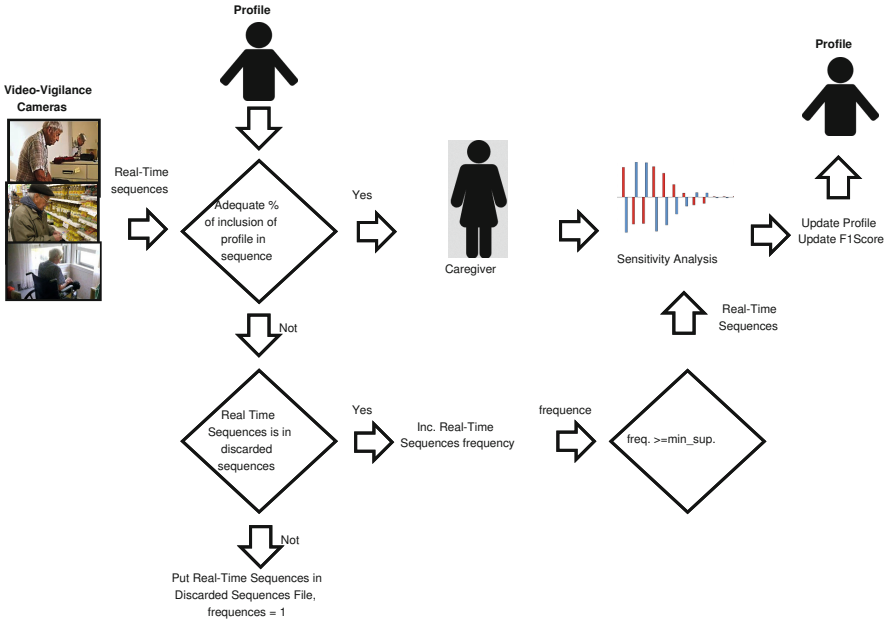 Profile
Profile
Video-Vigilance
Cameras
Real-Time
sequences
Adequate %
of inclusion of
profile in
sequence
Yes
Caregiver
Sensitivity Analysis
Update Profile
Update F1Score
Not
Real-Time
Sequences
Real Time
Sequences is in
discarded
sequences
Yes
Inc. Real-Time
Sequences frequency
frequence
freq. >=min_sup.
Not
Put Real-Time Sequences in
Discarded Sequences File,
frequences = 1